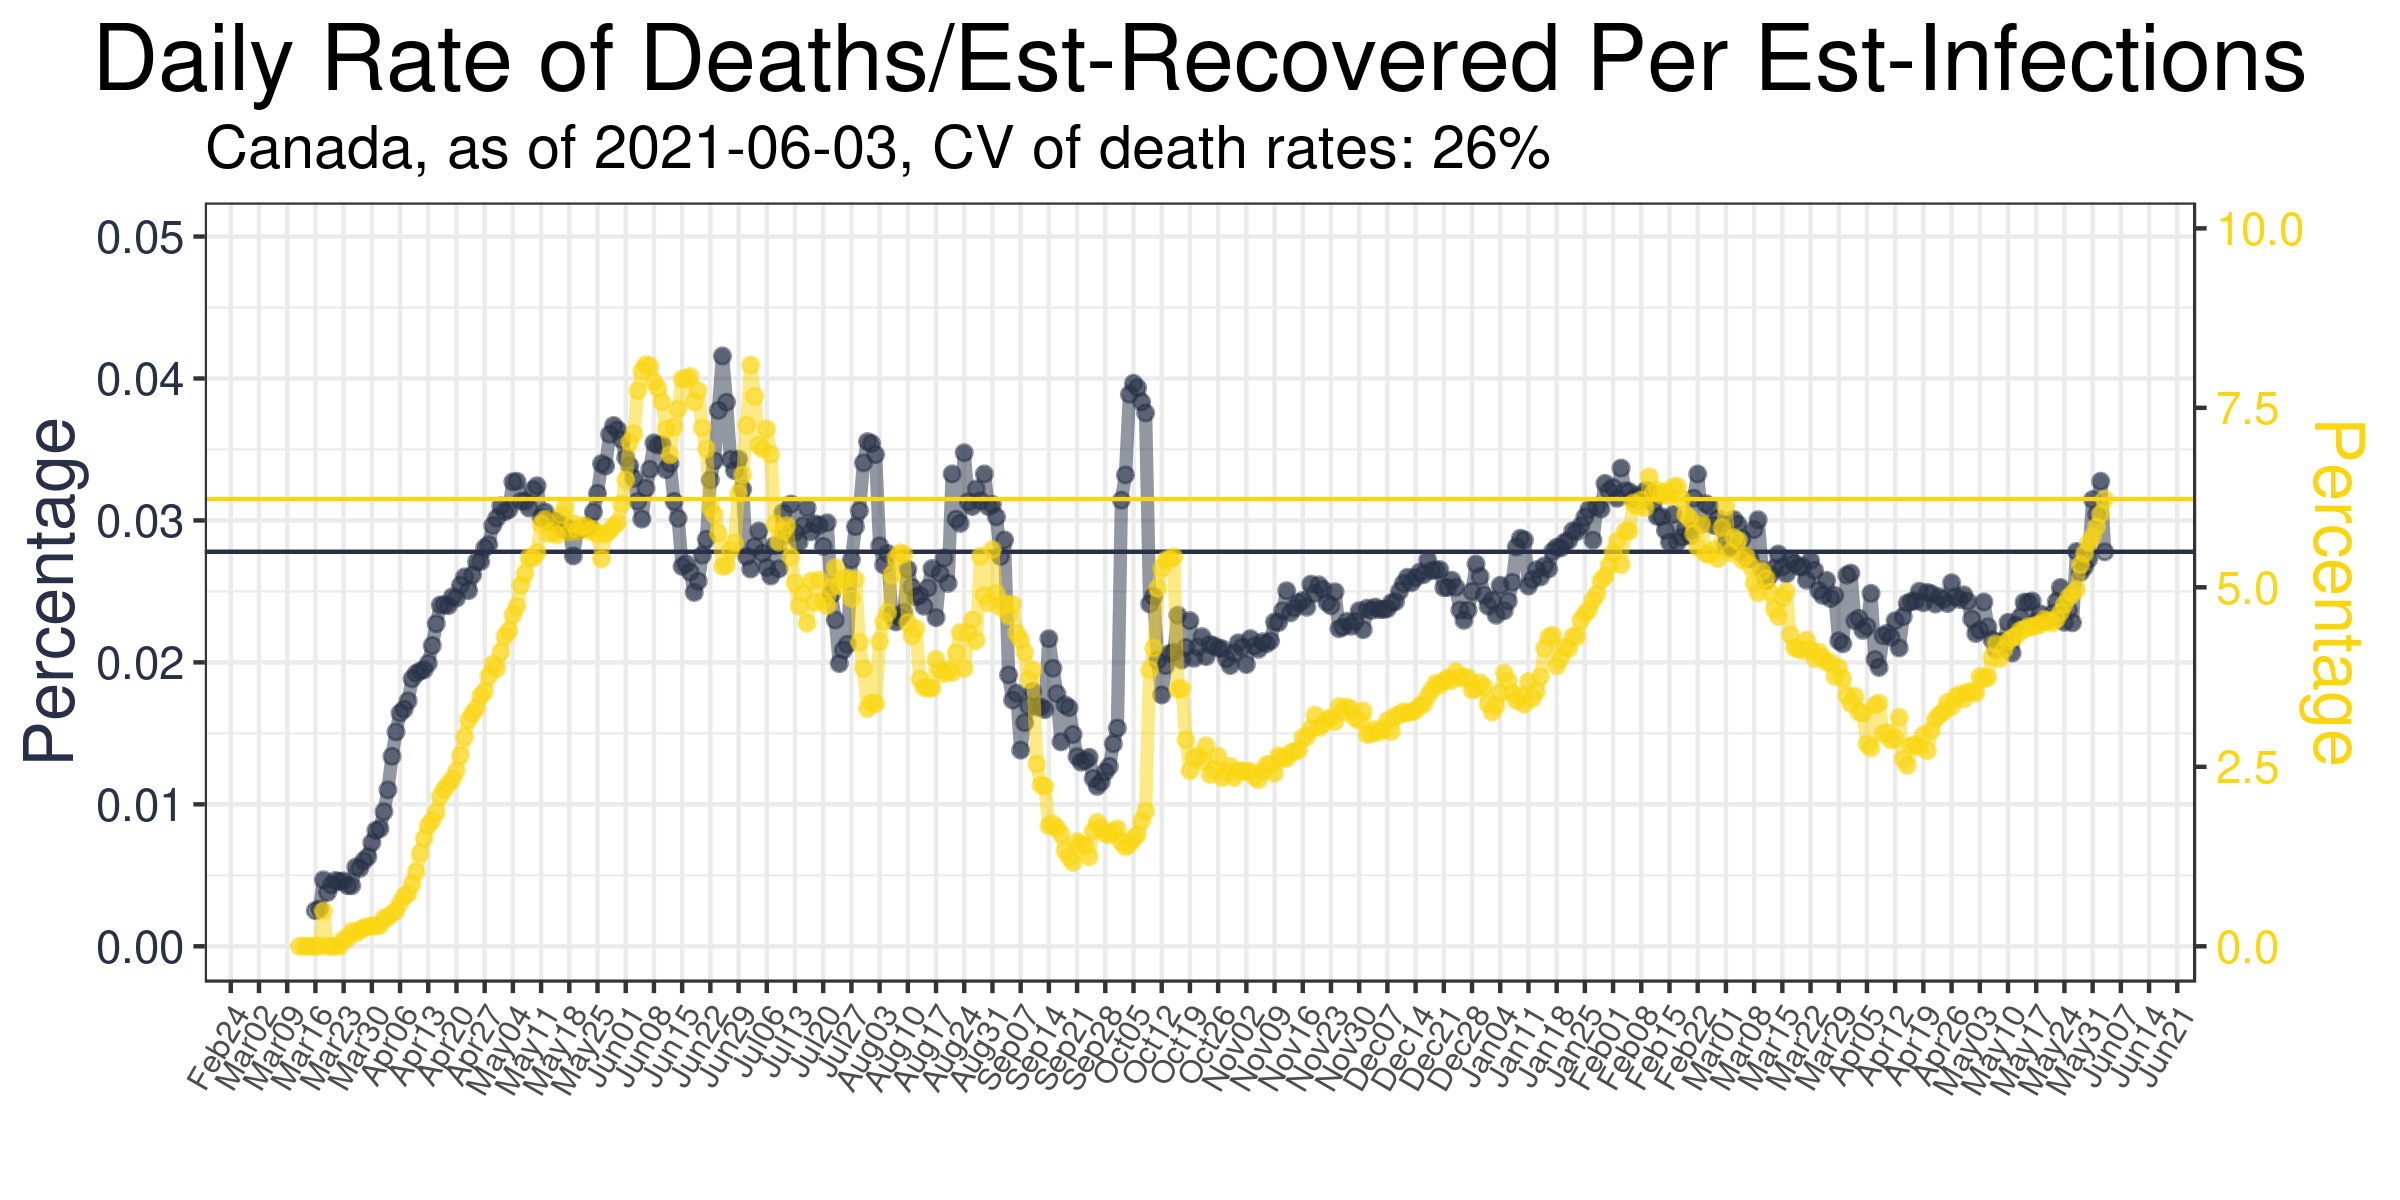 Daily Rate of Deaths/Est-Recovered Per Est-Infections
Canada, as of 2021-06-03, CV of death rates: 26%
Percentage
0.05
0.04
0.03
0.02
0.01
0.00
10.0
7.5
5.0
2.5
0.0
Percentage
Feb24
Mar02
Mar09
Mar16
Mar23
Mar30
Apr06
Apr13
Apr20
Apr27
May04
May11
May18
May25
Jun01
Jun08
Jun15
Jun22
Jun29
Jul06
Jul13
Jul20
Jul27
Aug03
Aug10
Aug17
Aug24
Aug31
Sep07
Sep14
Sep21
Sep28
Oct05
Oct12
Oct19
Oct26
Nov02
Nov09
Nov16
Nov23
Nov30
Dec07
Dec14
Dec21
Dec28
Jan04
Jan11
Jan18
Jan25
Feb01
Feb08
Feb15
Feb22
Mar01
Mar08
Mar15
Mar22
Mar29
Apr05
Apr12
Apr19
Apr26
May03
May10
May17
May24
May31
Jun07
Jun14
Jun21